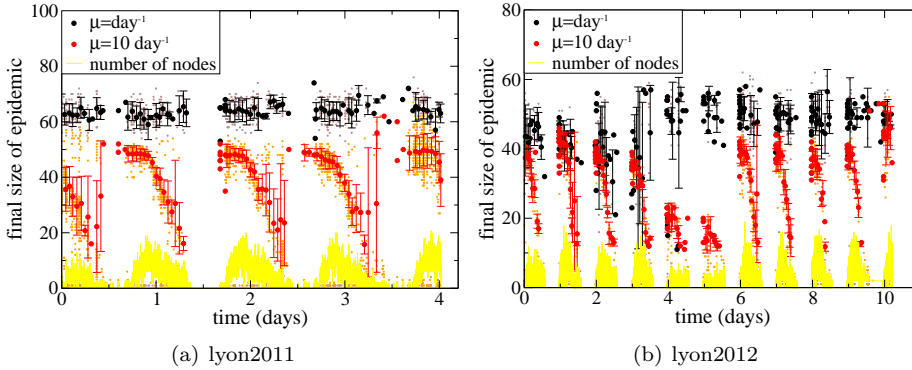 μ=day⁻¹
μ=10 day⁻¹
number of nodes
final size of epidemic
100
80
60
40
20
0
0 1 2 3 4
time (days)
(a) lyon2011
μ=day⁻¹
μ=10 day⁻¹
number of nodes
final size of epidemic
80
60
40
20
0
0 2 4 6 8 10
time (days)
(b) lyon2012